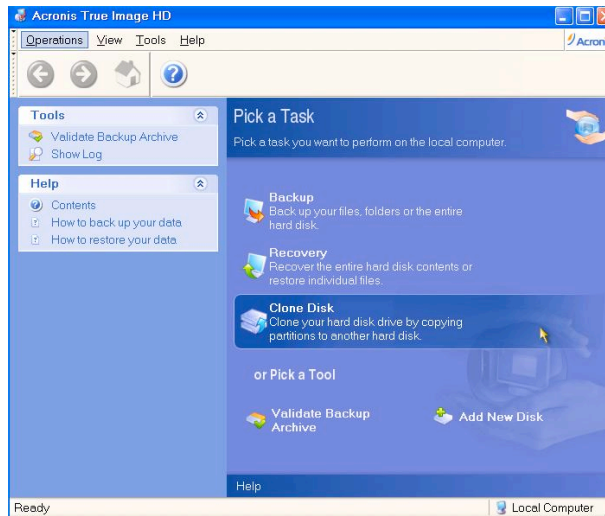 Acronis True Image HD
Operations View Tools Help
Acron
Tools
Validate Backup Archive
Show Log
Help
Contents
How to back up your data
How to restore your data
Pick a Task
Pick a task you want to perform on the local computer.
Backup
Back up your files, folders or the entire
hard disk.
Recovery
Recover the entire hard disk contents or
restore individual files.
Clone Disk
Clone your hard disk drive by copying
partitions to another hard disk.
or Pick a Tool
Validate Backup
Archive
Add New Disk
Help
Ready
Local Computer